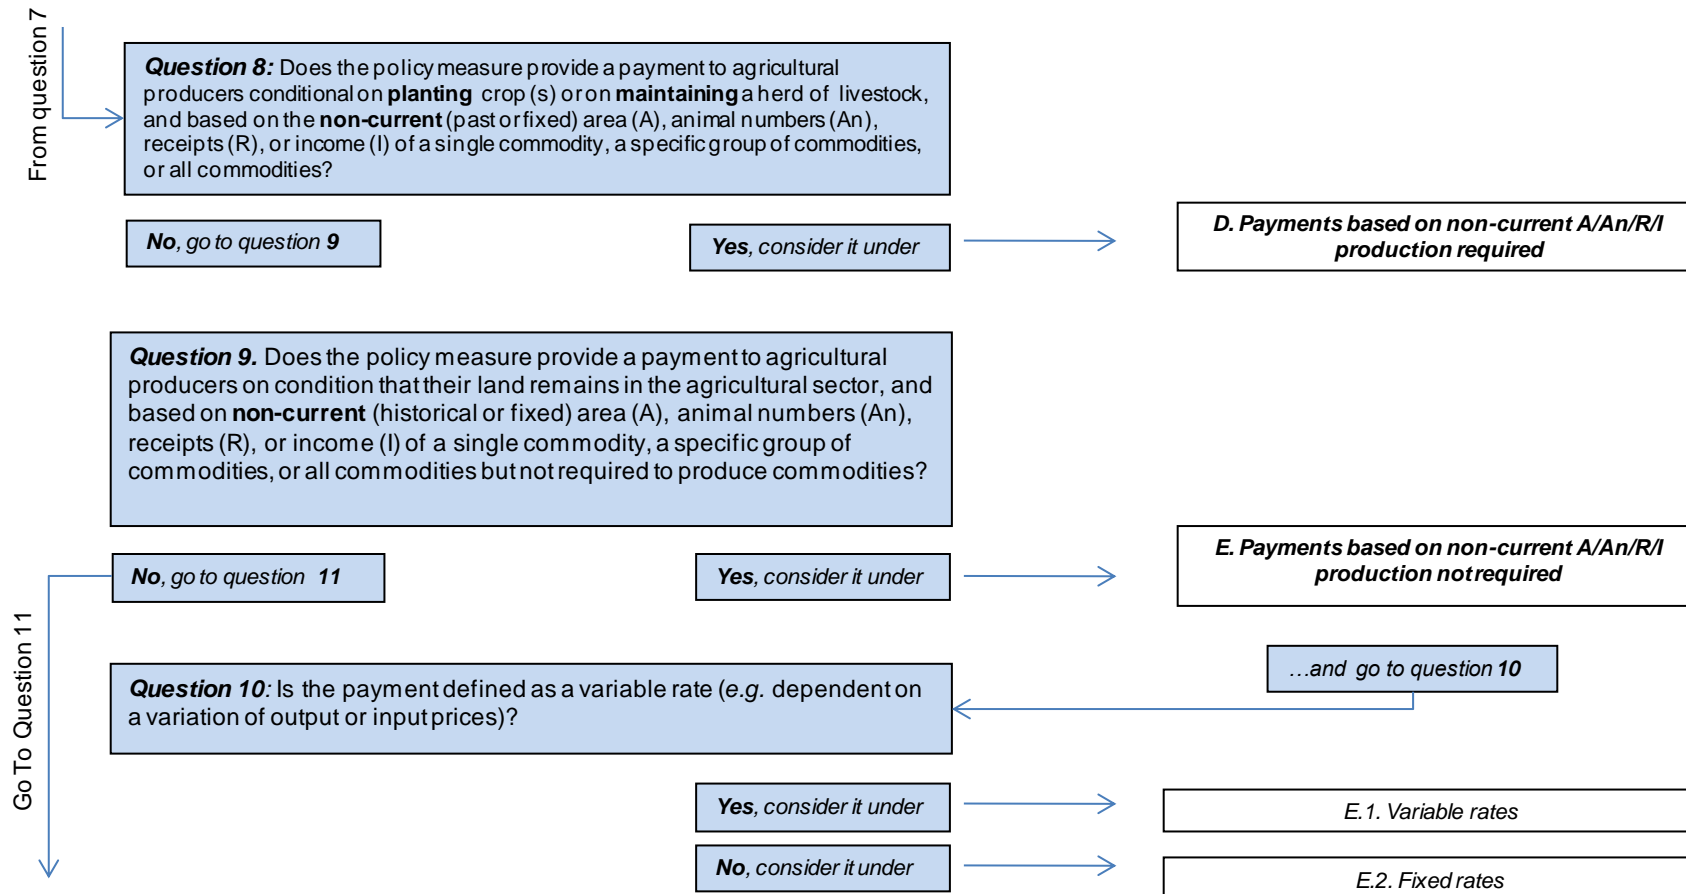 From question 7
Question 8: Does the policy measure provide a payment to agricultural
producers conditional on planting crop (s) or on maintaining a herd of livestock,
and based on the non-current (past or fixed) area (A), animal numbers (An),
receipts (R), or income (I) of a single commodity, a specific group of commodities,
or all commodities?
No, go to question 9
Yes, consider it under
D. Payments based on non-current A/An/R/I
production required
Question 9. Does the policy measure provide a payment to agricultural
producers on condition that their land remains in the agricultural sector, and
based on non-current (historical or fixed) area (A), animal numbers (An),
receipts (R), or income (I) of a single commodity, a specific group of
commodities, or all commodities but not required to produce commodities?
No, go to question 11
Yes, consider it under
E. Payments based on non-current A/An/R/I
production not required
Go To Question 11
...and go to question 10
Question 10: Is the payment defined as a variable rate (e.g. dependent on
a variation of output or input prices)?
Yes, consider it under
E.1. Variable rates
No, consider it under
E.2. Fixed rates